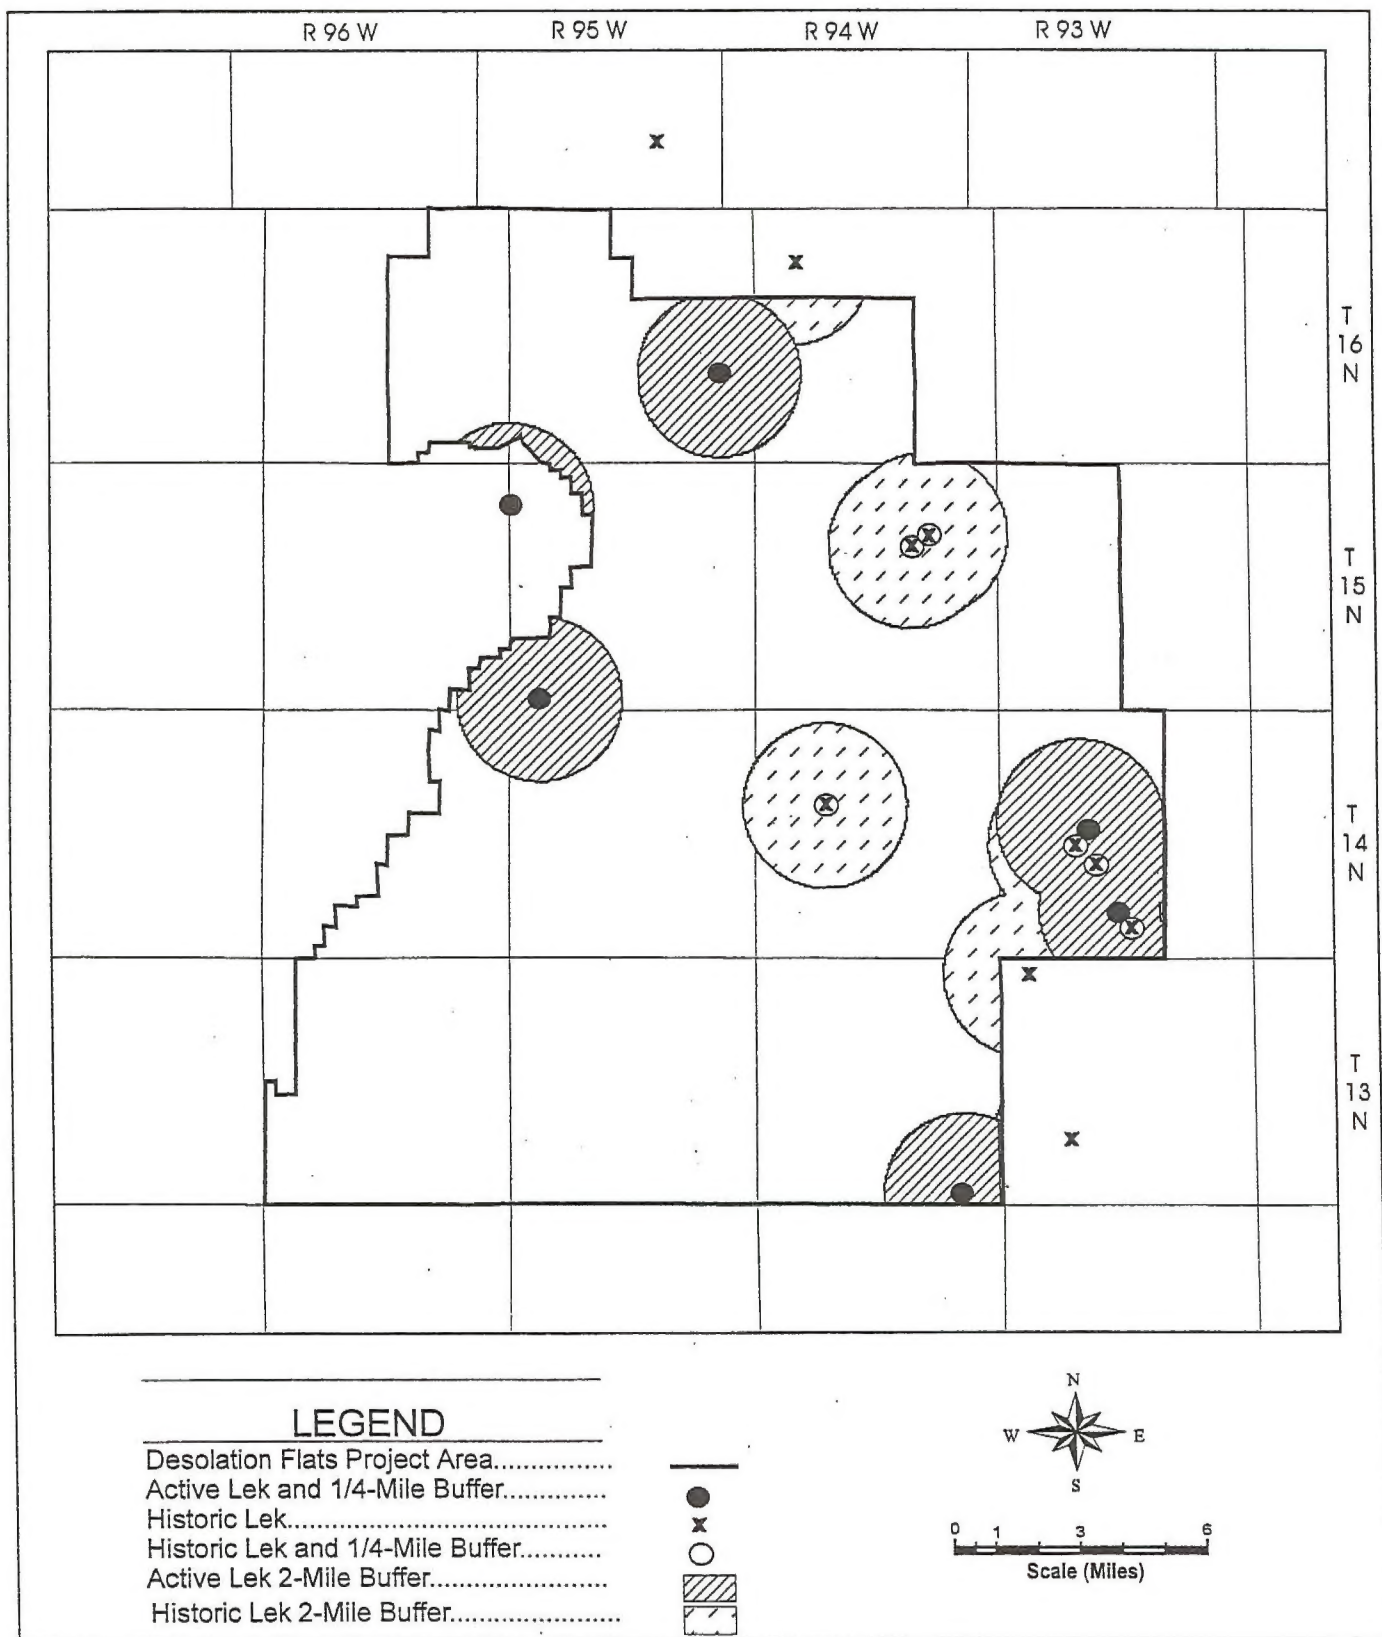 R 96 W R 95 W R 94 W R 93 W
T
16
N
T
15
N
T
14
N
T
13
N
LEGEND
Desolation Flats Project Area................
Active Lek and 1/4-Mile Buffer..............
Historic Lek...........................................
Historic Lek and 1/4-Mile Buffer...........
Active Lek 2-Mile Buffer........................
Historic Lek 2-Mile Buffer.......................
N
W E
S
0 1 3 6
Scale (Miles)